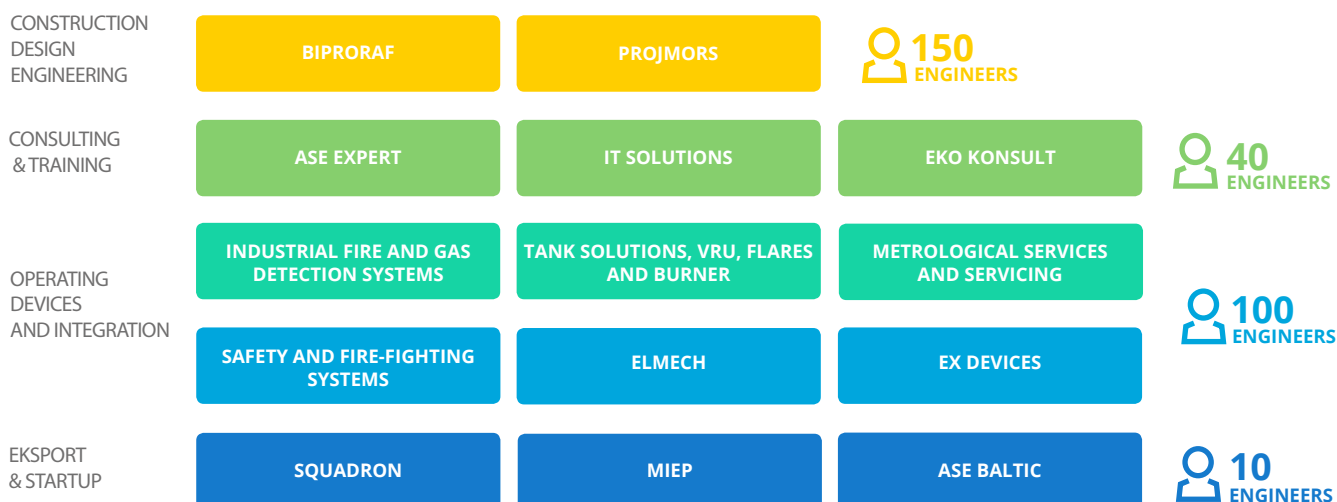 CONSTRUCTION
DESIGN
ENGINEERING
BIPRORAF
PROJMORS
150
ENGINEERS
CONSULTING
& TRAINING
ASE EXPERT
IT SOLUTIONS
EKO KONSULT
40
ENGINEERS
OPERATING
DEVICES
AND INTEGRATION
INDUSTRIAL FIRE AND GAS
DETECTION SYSTEMS
TANK SOLUTIONS, VRU, FLARES
AND BURNER
METROLOGICAL SERVICES
AND SERVICING
SAFETY AND FIRE-FIGHTING
SYSTEMS
ELMECH
EX DEVICES
100
ENGINEERS
EKSPORT
& STARTUP
SQUADRON
MIEP
ASE BALTIC
10
ENGINEERS